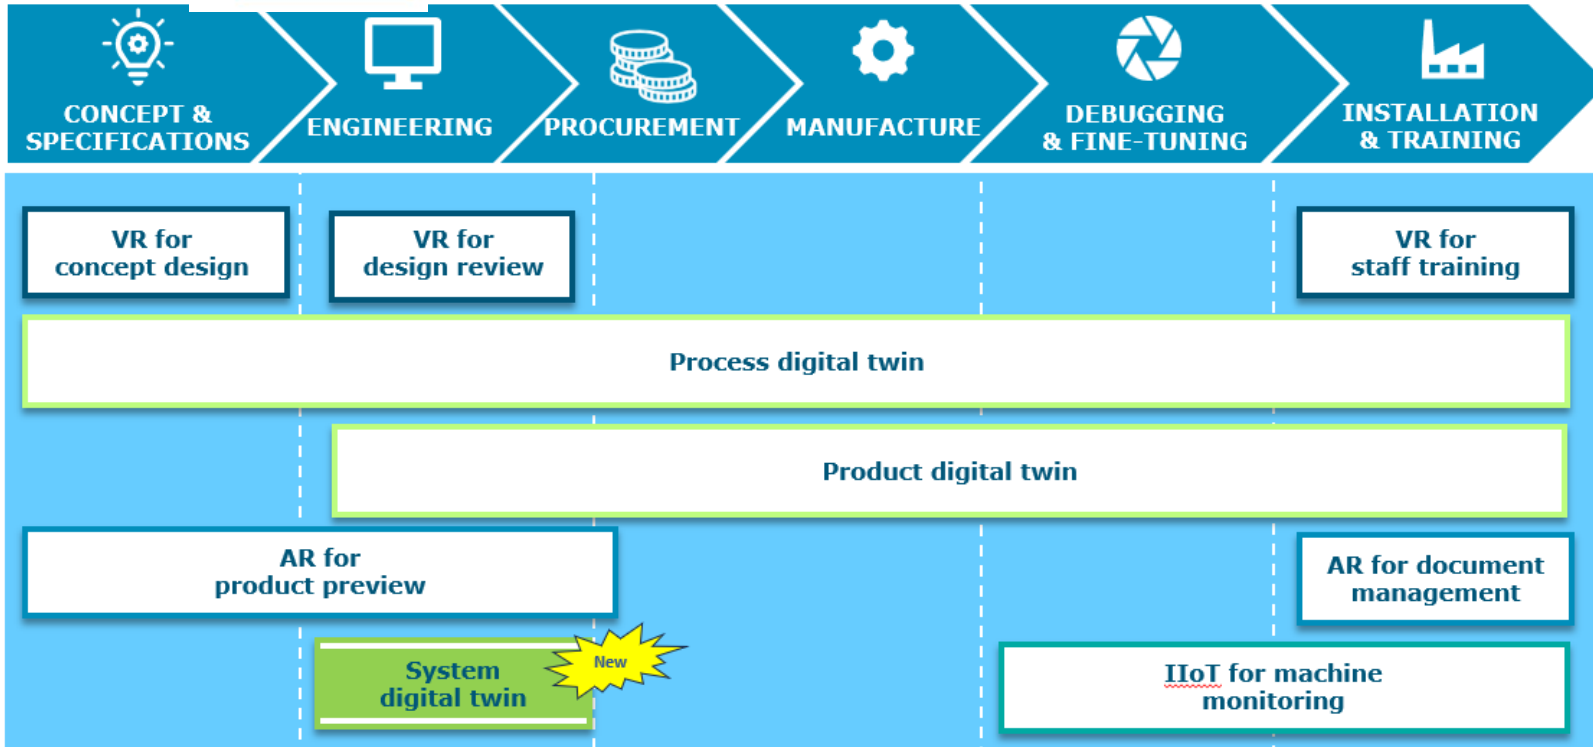 CONCEPT &
SPECIFICATIONS
ENGINEERING
PROCUREMENT
MANUFACTURE
DEBUGGING
& FINE-TUNING
INSTALLATION
& TRAINING
VR for
concept design
VR for
design review
VR for
staff training
Process digital twin
Product digital twin
AR for
product preview
AR for document
management
System
digital twin
New
IIoT for machine
monitoring